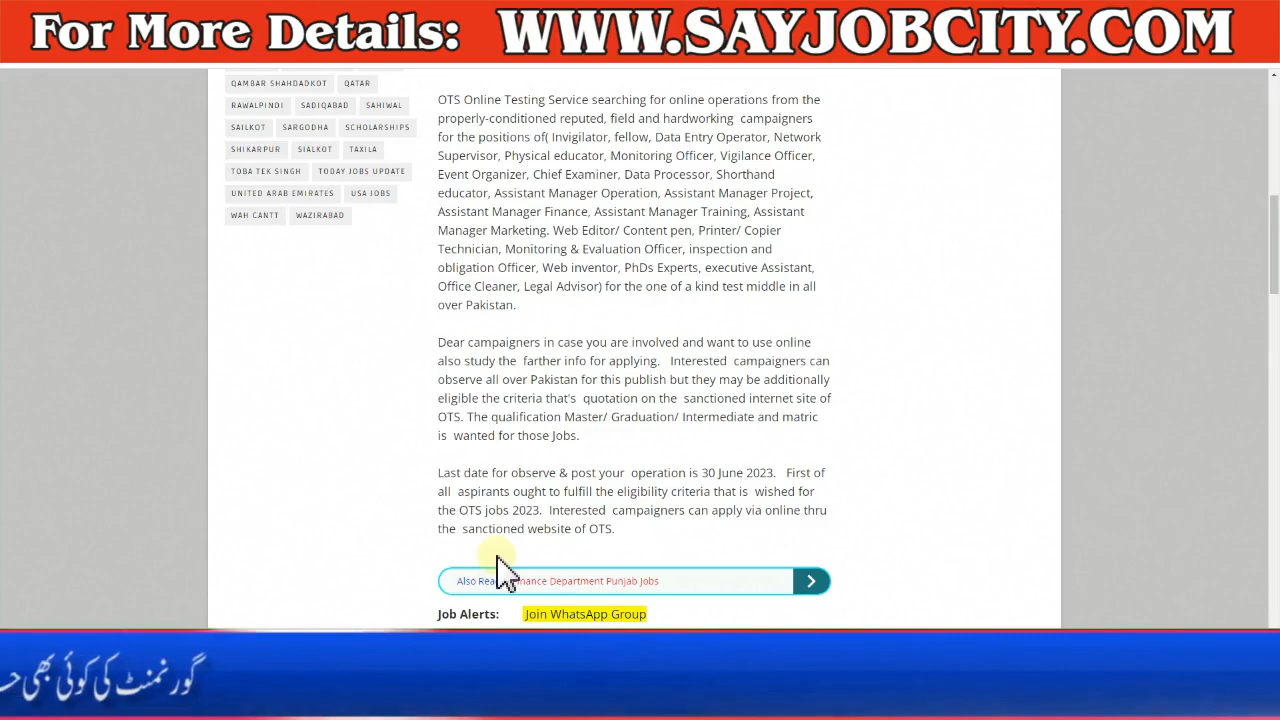 For More Details: WWW.SAYJOBCITY.COM
QAMBAR SHAHDADKOT QATAR
RAWALPINDI SADIQABAD SAHIWAL
SAILKOT SARGODHA SCHOLARSHIPS
SHIKARPUR SIALKOT TAXILA
TOBA TEK SINGH TODAY JOBS UPDATE
UNITED ARAB EMIRATES USA JOBS
WAH CANTT WAZIRABAD
OTS Online Testing Service searching for online operations from the
properly-conditioned reputed, field and hardworking campaigners
for the positions of( Invigilator, fellow, Data Entry Operator, Network
Supervisor, Physical educator, Monitoring Officer, Vigilance Officer,
Event Organizer, Chief Examiner, Data Processor, Shorthand
educator, Assistant Manager Operation, Assistant Manager Project,
Assistant Manager Finance, Assistant Manager Training, Assistant
Manager Marketing. Web Editor/ Content pen, Printer/ Copier
Technician, Monitoring & Evaluation Officer, inspection and
obligation Officer, Web inventor, PhDs Experts, executive Assistant,
Office Cleaner, Legal Advisor) for the one of a kind test middle in all
over Pakistan.
Dear campaigners in case you are involved and want to use online
also study the farther info for applying. Interested campaigners can
observe all over Pakistan for this publish but they may be additionally
eligible the criteria that's quotation on the sanctioned internet site of
OTS. The qualification Master/ Graduation/ Intermediate and matric
is wanted for those Jobs.
Last date for observe & post your operation is 30 June 2023. First of
all aspirants ought to fulfill the eligibility criteria that is wished for
the OTS jobs 2023. Interested campaigners can apply via online thru
the sanctioned website of OTS.
Also Department Punjab Jobs
Job Alerts: Join WhatsApp Group
گورنمنٹ کی کوئی بھی